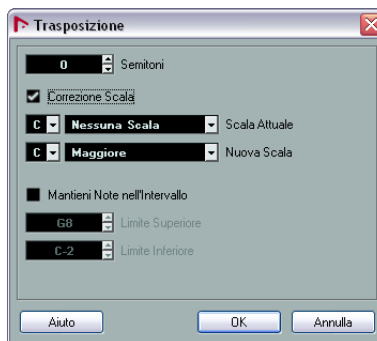 Trasposizione
0 Semitoni
Correzione Scala
C Nessuna Scala Scala Attuale
C Maggiore Nuova Scala
Mantieni Note nell'Intervallo
G8 Limite Superiore
C-2 Limite Inferiore
Aiuto OK Annulla